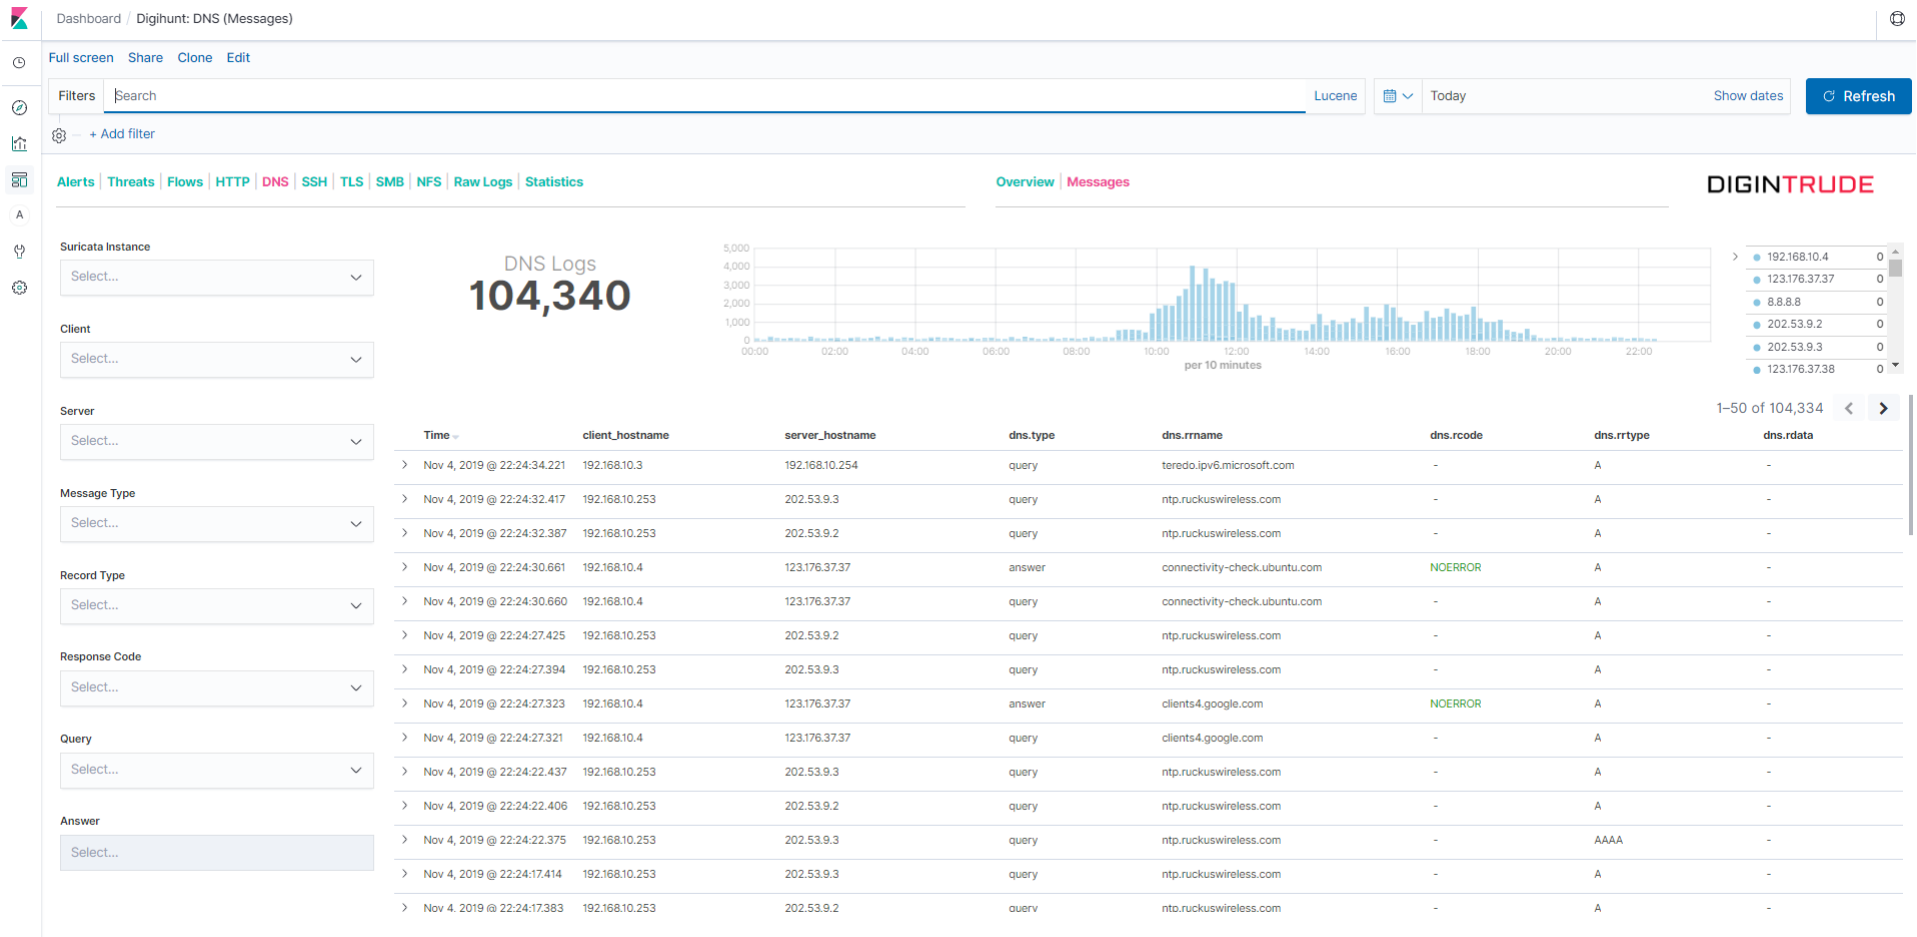 Dashboard / Digihunt: DNS (Messages)
Full screen Share Clone Edit
Filters Search Lucene Today Show dates Refresh
+ Add filter
Alerts Threats Flows HTTP DNS SSH TLS SMB NFS Raw Logs Statistics
Overview Messages
DIGINTRUDE
A
Suricata Instance
Select...
Client
Select...
Server
Select...
Message Type
Select...
Record Type
Select...
Response Code
Select...
Query
Select...
Answer
Select...
DNS Logs
104,340
5,000
4,000
3,000
2,000
1,000
0
00:00 02:00 04:00 06:00 08:00 10:00 12:00 14:00 16:00 18:00 20:00 22:00
per 10 minutes
192.168.10.4 0
123.176.37.37 0
8.8.8.8 0
202.53.9.2 0
202.53.9.3 0
123.176.37.38 0
1–50 of 104,334
Time client_hostname server_hostname dns.type dns.rrname dns.rcode dns.rrtype dns.rdata
Nov 4, 2019 @ 22:24:34.221 192.168.10.3 192.168.10.254 query teredo.ipv6.microsoft.com - A -
Nov 4, 2019 @ 22:24:32.417 192.168.10.253 202.53.9.3 query ntp.ruckuswireless.com - A -
Nov 4, 2019 @ 22:24:32.387 192.168.10.253 202.53.9.2 query ntp.ruckuswireless.com - A -
Nov 4, 2019 @ 22:24:30.661 192.168.10.4 123.176.37.37 answer connectivity-check.ubuntu.com NOERROR A -
Nov 4, 2019 @ 22:24:30.660 192.168.10.4 123.176.37.37 query connectivity-check.ubuntu.com - A -
Nov 4, 2019 @ 22:24:27.425 192.168.10.253 202.53.9.2 query ntp.ruckuswireless.com - A -
Nov 4, 2019 @ 22:24:27.394 192.168.10.253 202.53.9.3 query ntp.ruckuswireless.com - A -
Nov 4, 2019 @ 22:24:27.323 192.168.10.4 123.176.37.37 answer clients4.google.com NOERROR A -
Nov 4, 2019 @ 22:24:27.321 192.168.10.4 123.176.37.37 query clients4.google.com - A -
Nov 4, 2019 @ 22:24:22.437 192.168.10.253 202.53.9.3 query ntp.ruckuswireless.com - A -
Nov 4, 2019 @ 22:24:22.406 192.168.10.253 202.53.9.2 query ntp.ruckuswireless.com - A -
Nov 4, 2019 @ 22:24:22.375 192.168.10.253 202.53.9.3 query ntp.ruckuswireless.com - AAAA -
Nov 4, 2019 @ 22:24:17.414 192.168.10.253 202.53.9.3 query ntp.ruckuswireless.com - A -
Nov 4, 2019 @ 22:24:17.383 192.168.10.253 202.53.9.2 query ntp.ruckuswireless.com - A -